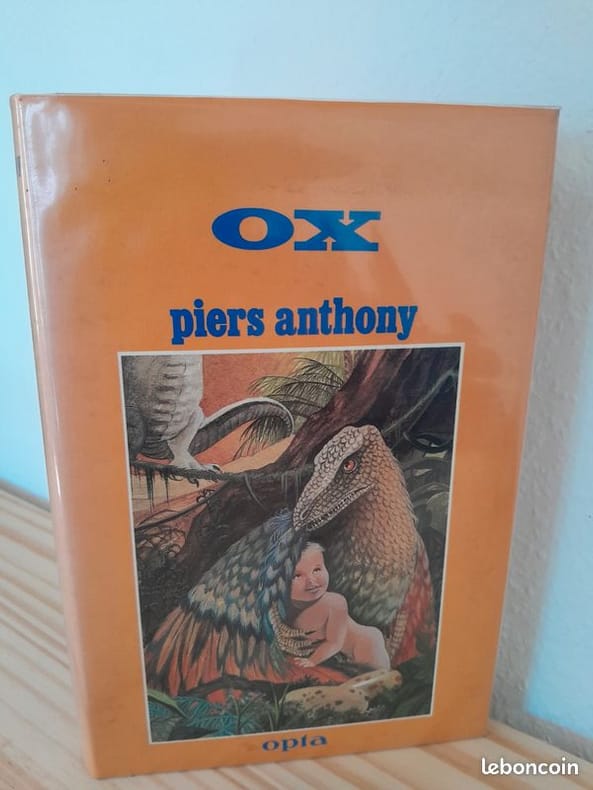 OX
piers anthony
opta
leboncoin